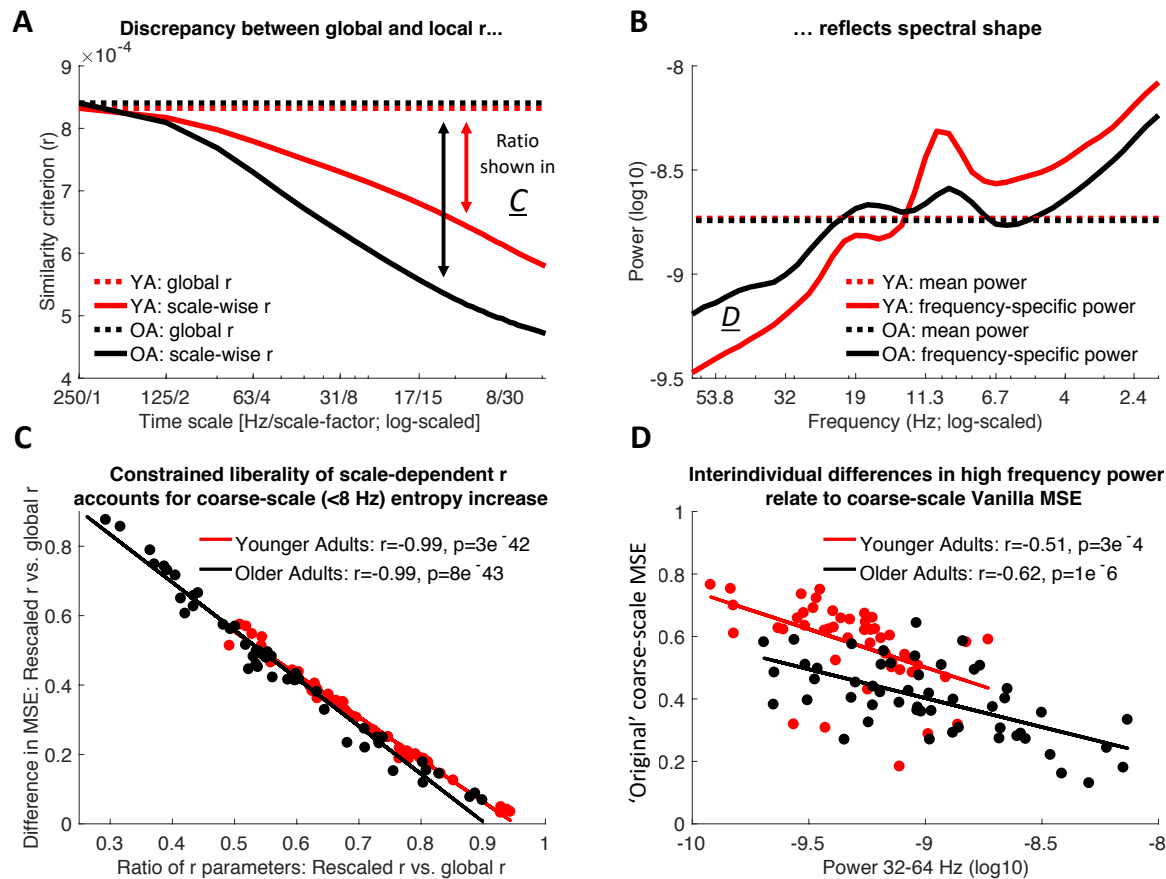 A
Discrepancy between global and local r...
×10⁻⁴
9
8
7
6
5
4
Similarity criterion (r)
Ratio
shown in
C
YA: global r
YA: scale-wise r
OA: global r
OA: scale-wise r
250/1 125/2 63/4 31/8 17/15 8/30
Time scale [Hz/scale-factor; log-scaled]
B
... reflects spectral shape
-8
-8.5
-9
-9.5
Power (log10)
D
YA: mean power
YA: frequency-specific power
OA: mean power
OA: frequency-specific power
53.8 32 19 11.3 6.7 4 2.4
Frequency (Hz; log-scaled)
C
Constrained liberality of scale-dependent r
accounts for coarse-scale (<8 Hz) entropy increase
Younger Adults: r=-0.99, p=3e⁻42
Older Adults: r=-0.99, p=8e⁻43
0.8
0.6
0.4
0.2
0
Difference in MSE: Rescaled r vs. global r
0.3 0.4 0.5 0.6 0.7 0.8 0.9 1
Ratio of r parameters: Rescaled r vs. global r
D
Interindividual differences in high frequency power
relate to coarse-scale Vanilla MSE
Younger Adults: r=-0.51, p=3e⁻4
Older Adults: r=-0.62, p=1e⁻6
1
0.8
0.6
0.4
0.2
0
'Original' coarse-scale MSE
-10 -9.5 -9 -8.5 -8
Power 32-64 Hz (log10)